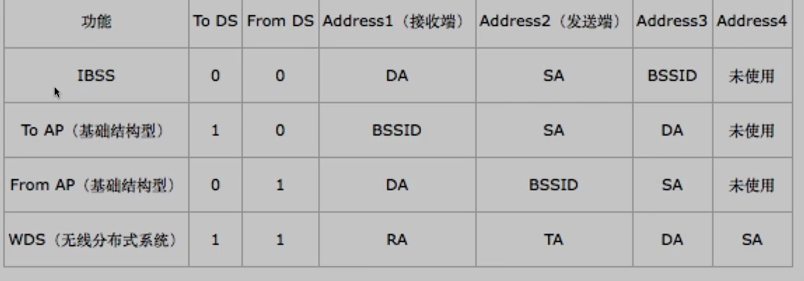 功能 To DS From DS Address1（接收端） Address2（发送端） Address3 Address4
IBSS 0 0 DA SA BSSID 未使用
To AP（基础结构型） 1 0 BSSID SA DA 未使用
From AP（基础结构型） 0 1 DA BSSID SA 未使用
WDS（无线分布式系统） 1 1 RA TA DA SA